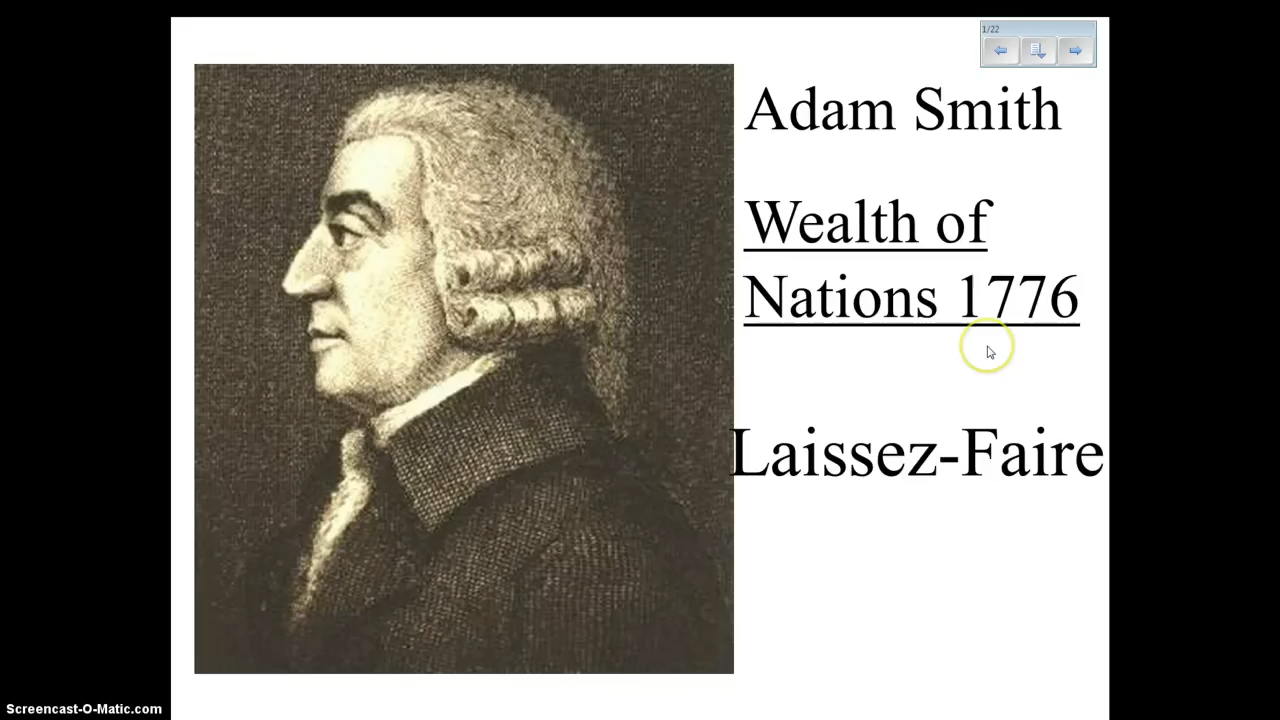 1/22
Adam Smith
Wealth of
Nations 1776
Laissez-Faire
Screencast-O-Matic.com